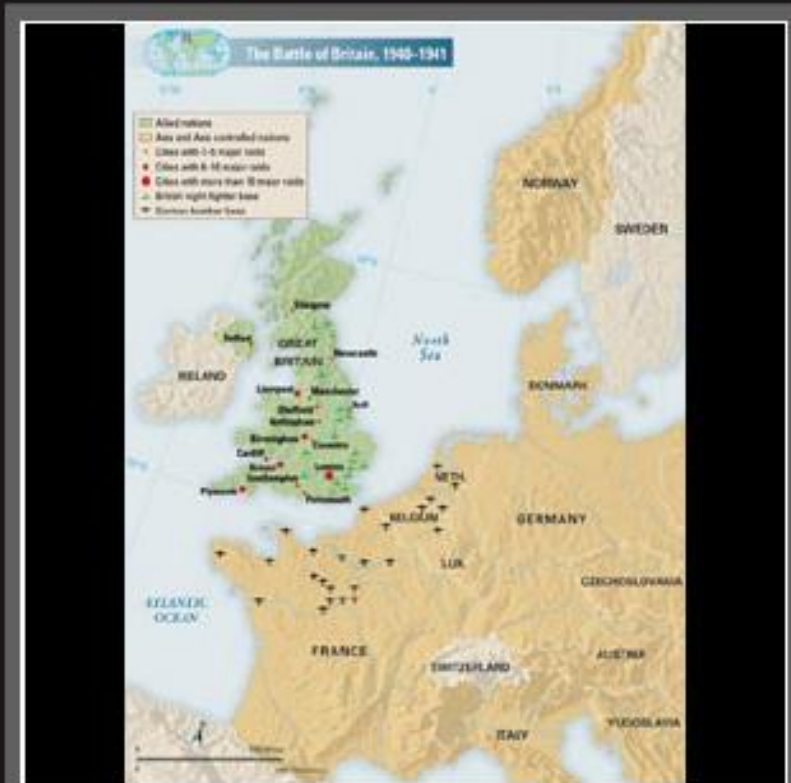 The Battle of Britain, 1940–1941
Allied nations
Axis and Axis controlled nations
Cities with 1–5 major raids
Cities with 6–10 major raids
Cities with more than 10 major raids
British night fighter base
German bomber base
NORWAY
SWEDEN
North
Sea
Glasgow
Belfast
GREAT
BRITAIN
Newcastle
IRELAND
Liverpool
Manchester
Hull
Sheffield
Nottingham
Birmingham
Coventry
Cardiff
Bristol
London
Southampton
Plymouth
Portsmouth
DENMARK
NETH.
BELGIUM
GERMANY
LUX.
CZECHOSLOVAKIA
ATLANTIC
OCEAN
FRANCE
SWITZERLAND
AUSTRIA
YUGOSLAVIA
ITALY